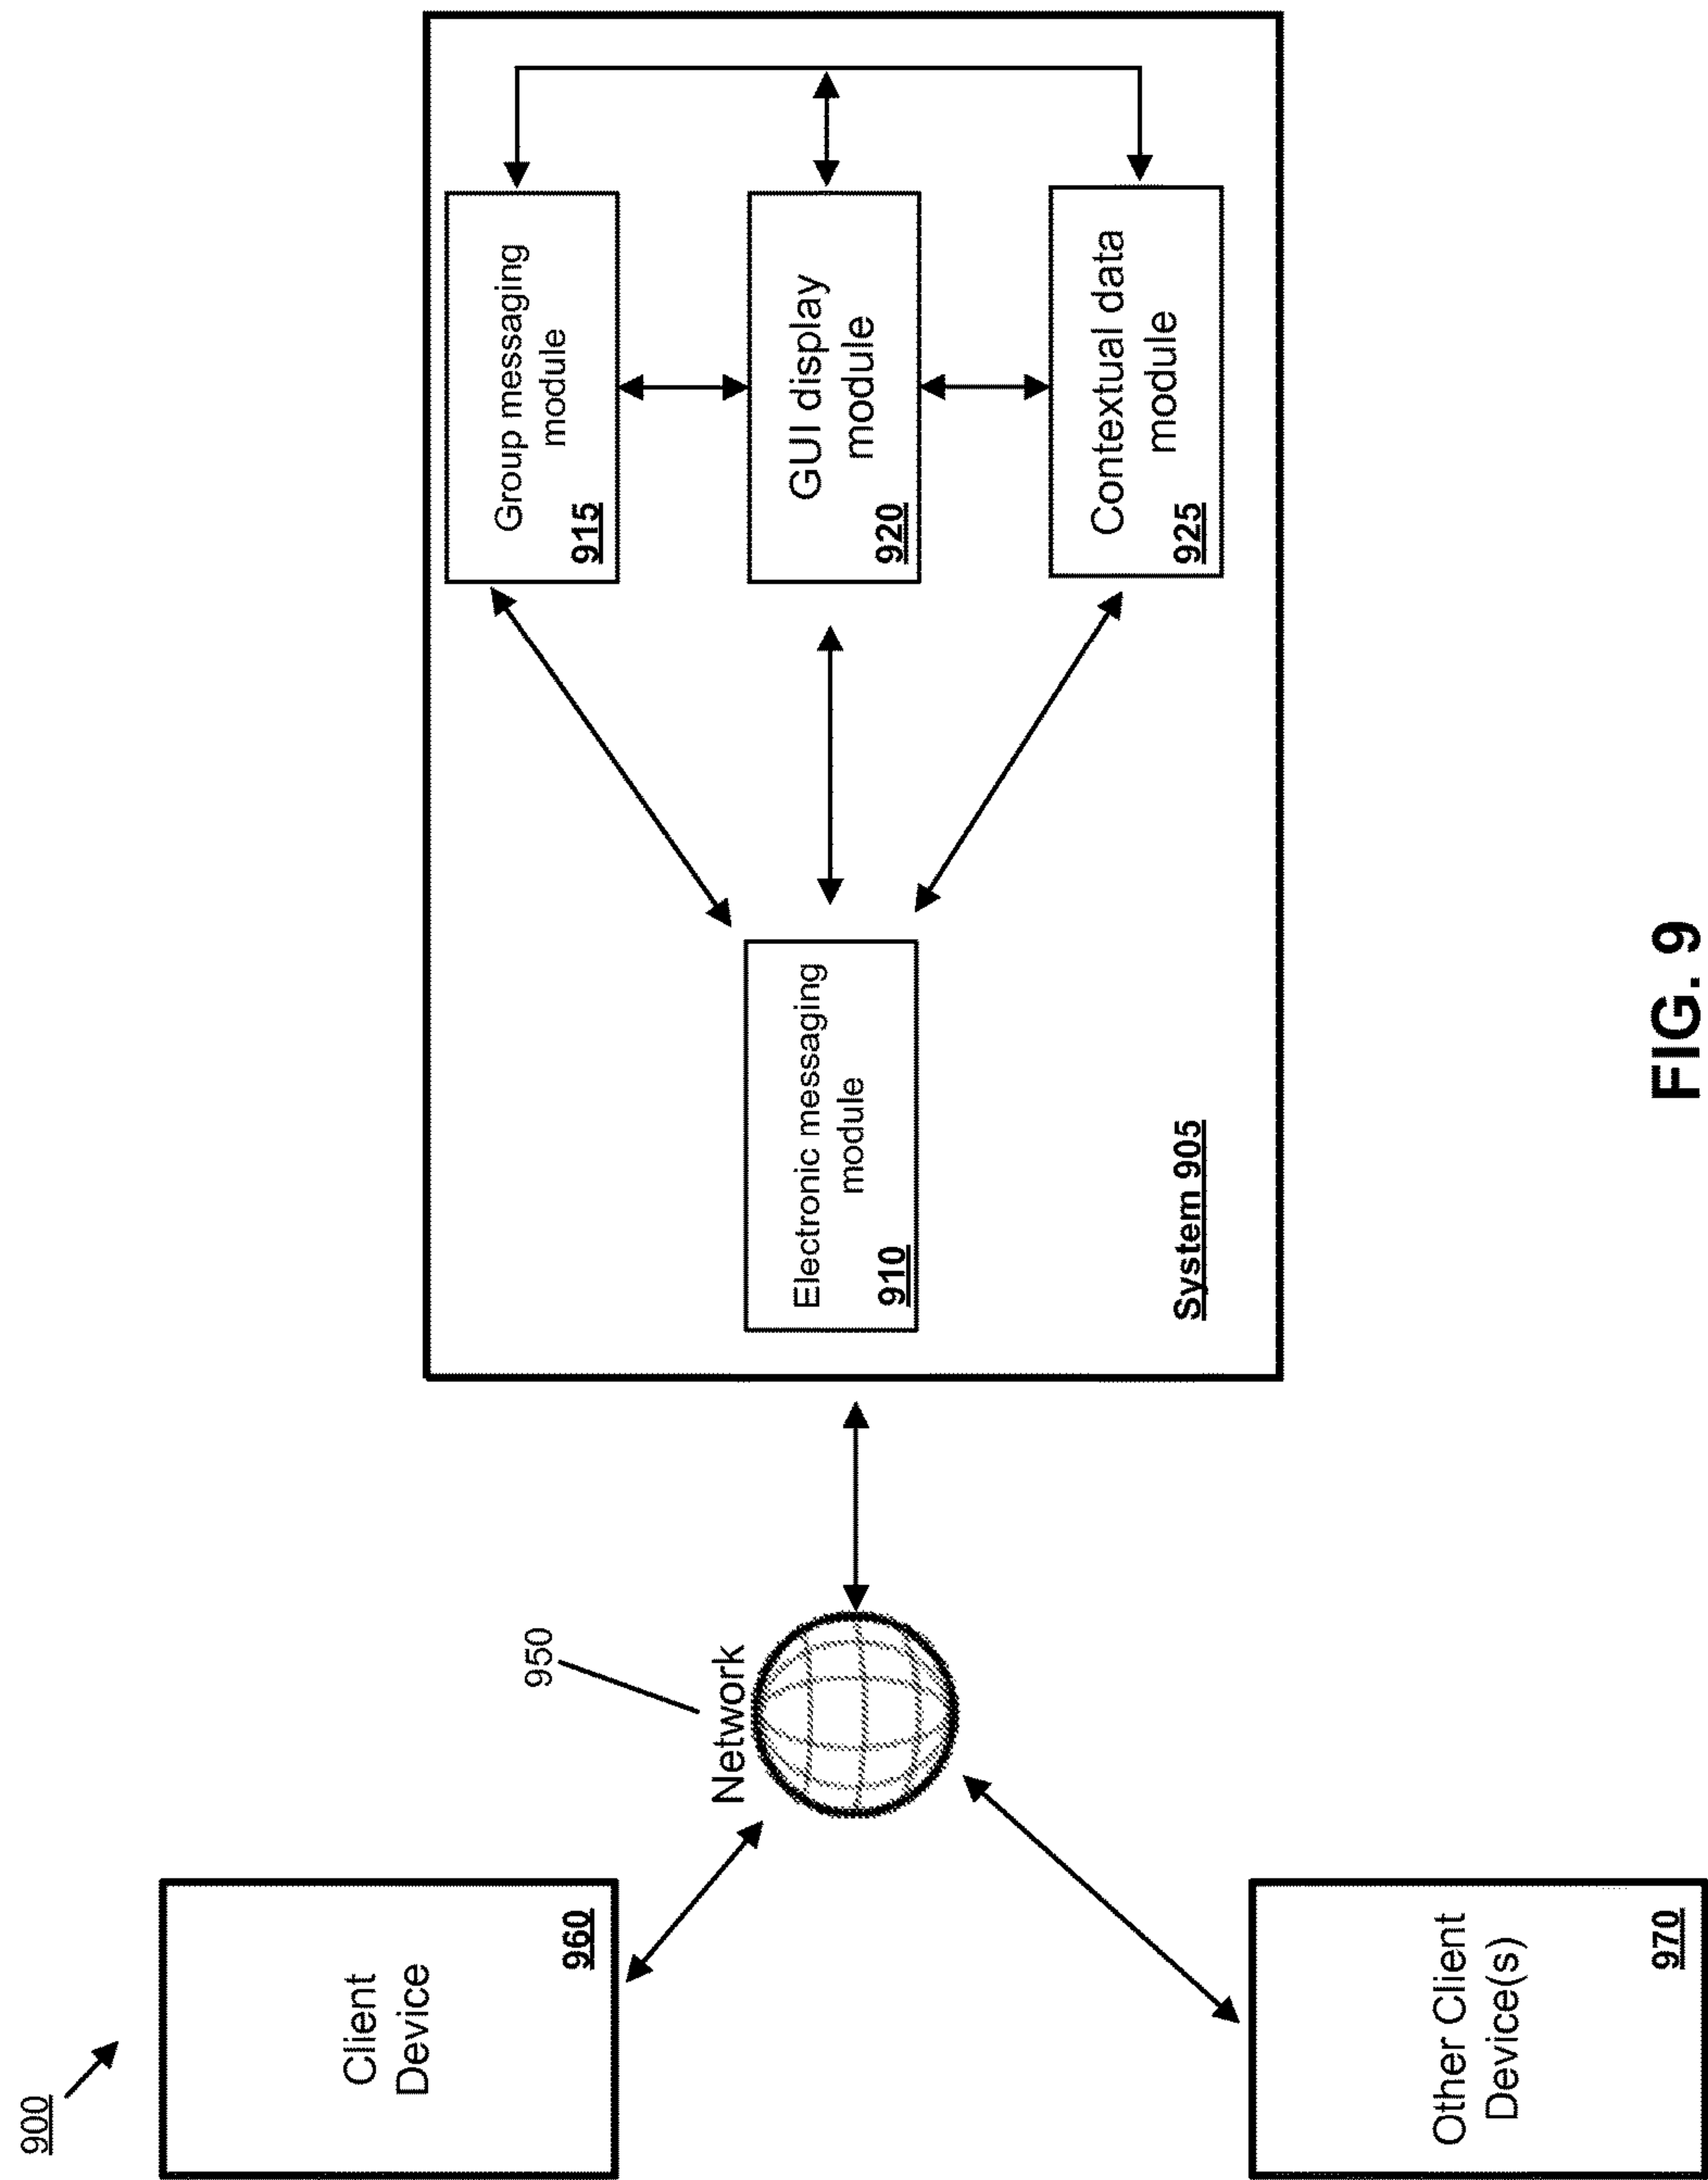 900
Client
Device
960
950
Network
Other Client
Device(s)
970
Electronic messaging
module
910
System 905
Group messaging
module
915
GUI display
module
920
Contextual data
module
925
FIG. 9